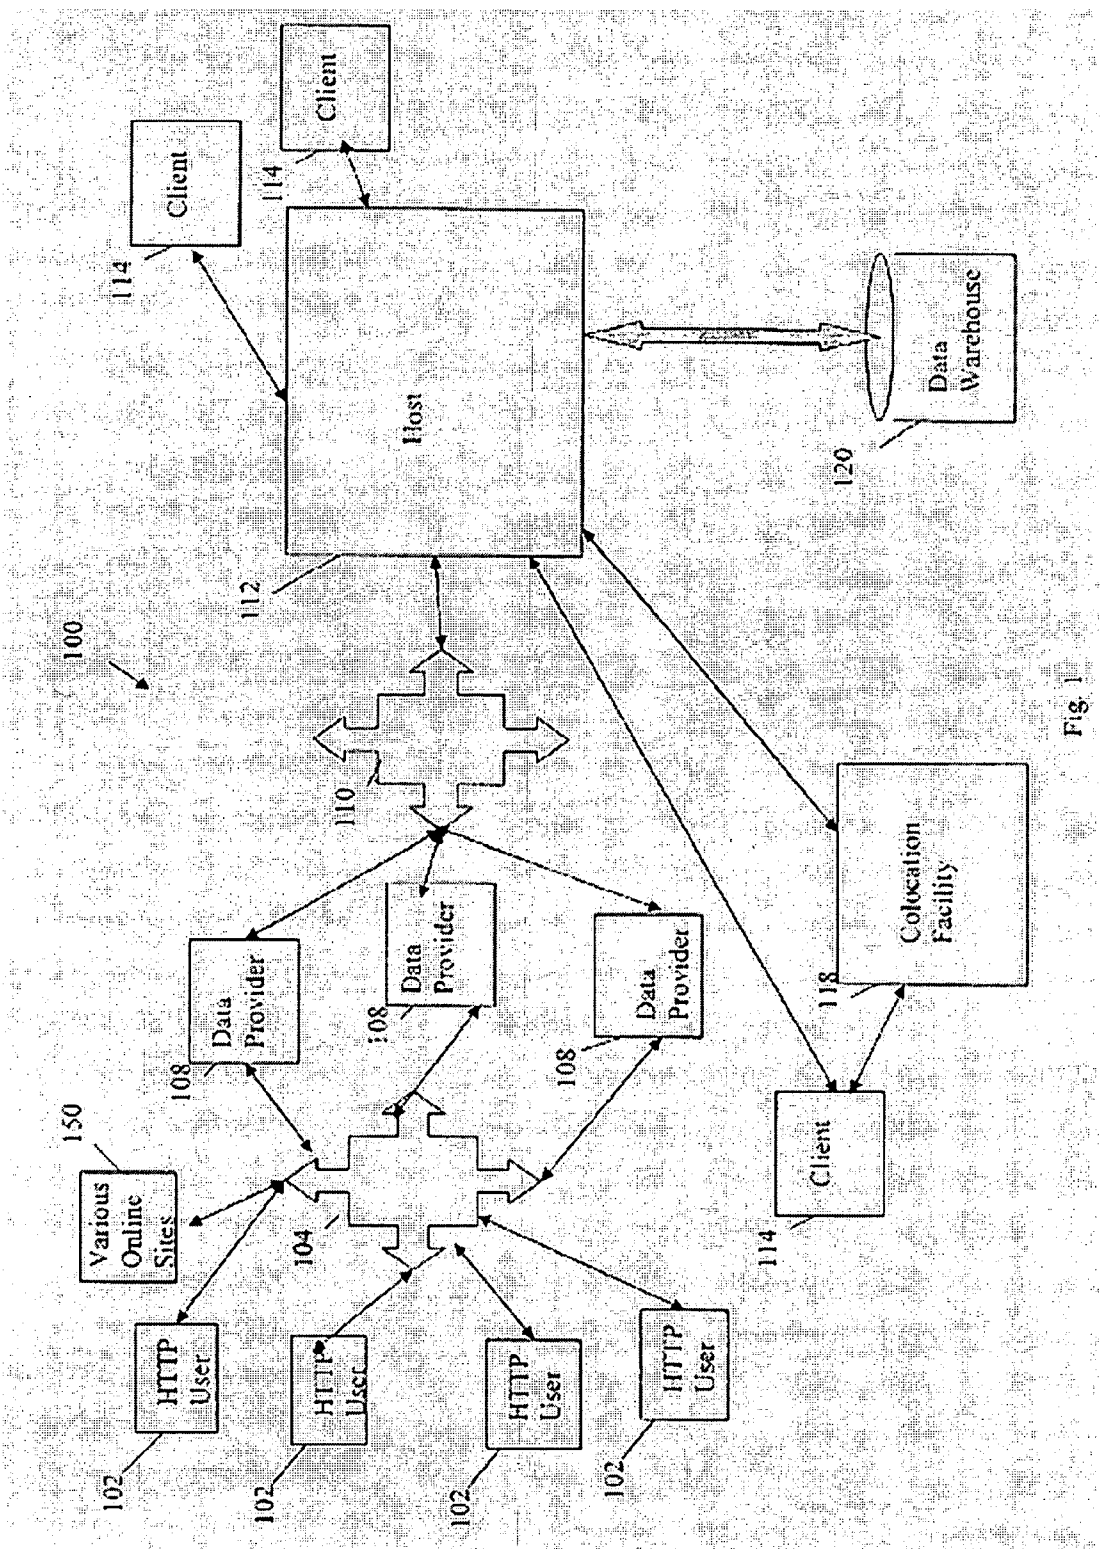 100
150
Various
Online
Sites
102
HTTP
User
102
HTTP
User
102
HTTP
User
102
HTTP
User
104
108
Data
Provider
108
Data
Provider
108
Data
Provider
110
112
Host
114
Client
114
Client
114
Client
118
Colocation
Facility
120
Data
Warehouse
Fig. 1